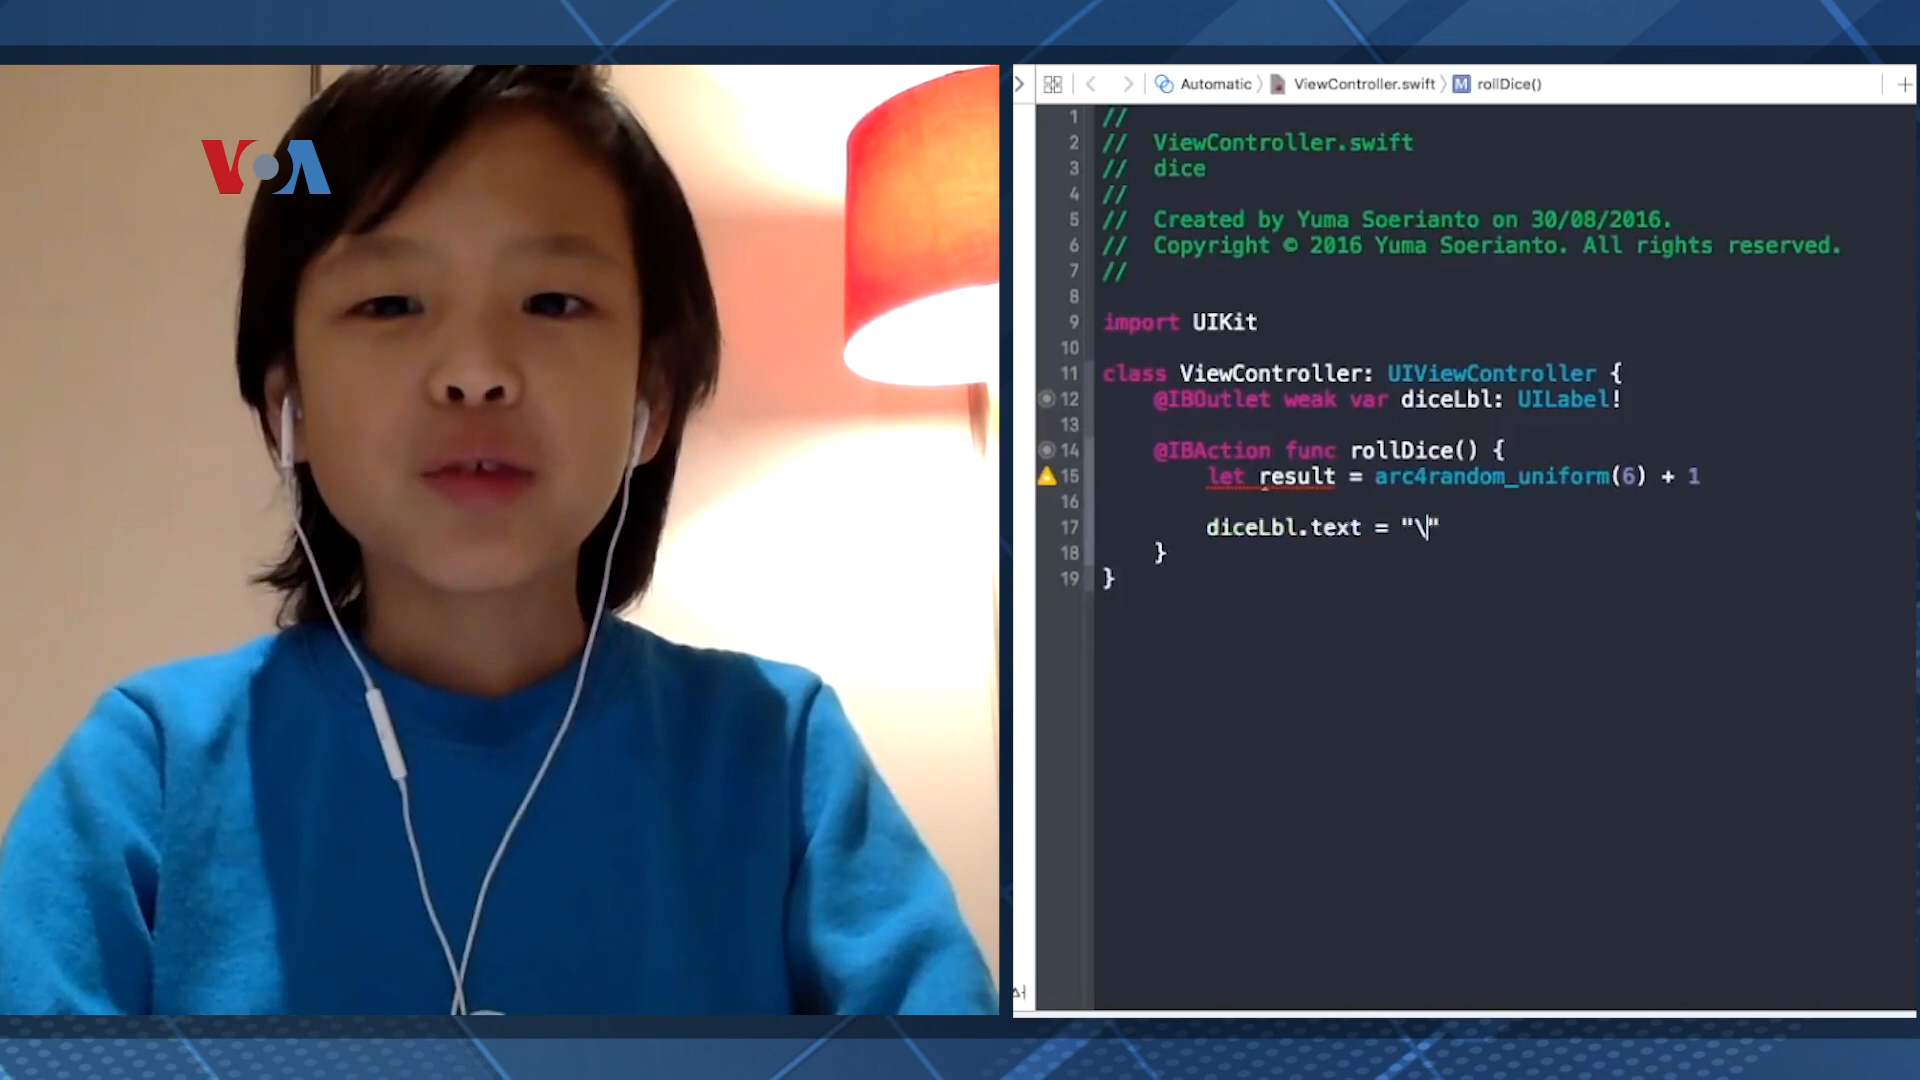 VOA
Automatic ViewController.swift M rollDice()
1 //
2 // ViewController.swift
3 // dice
4 //
5 // Created by Yuma Soerianto on 30/08/2016.
6 // Copyright © 2016 Yuma Soerianto. All rights reserved.
7 //
8
9 import UIKit
10
11 class ViewController: UIViewController {
12 @IBOutlet weak var diceLbl: UILabel!
13
14 @IBAction func rollDice() {
15 let result = arc4random_uniform(6) + 1
16
17 diceLbl.text = "\"
18 }
19 }